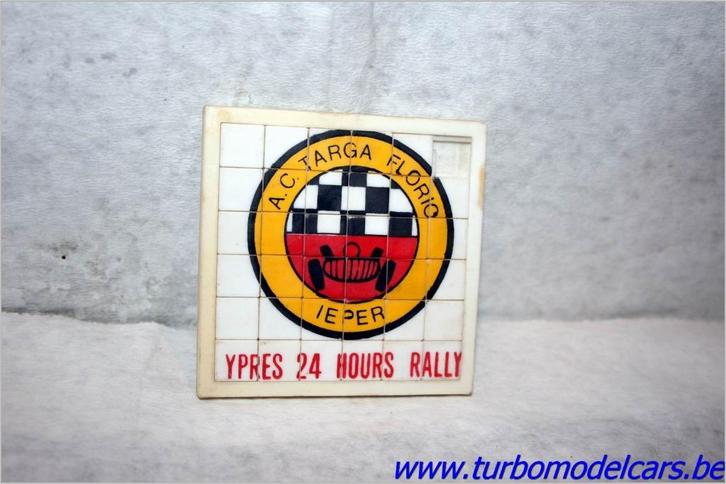 A.C. TARGA FLORIO
IEPER
YPRES 24 HOURS RALLY
www.turbomodelcars.be